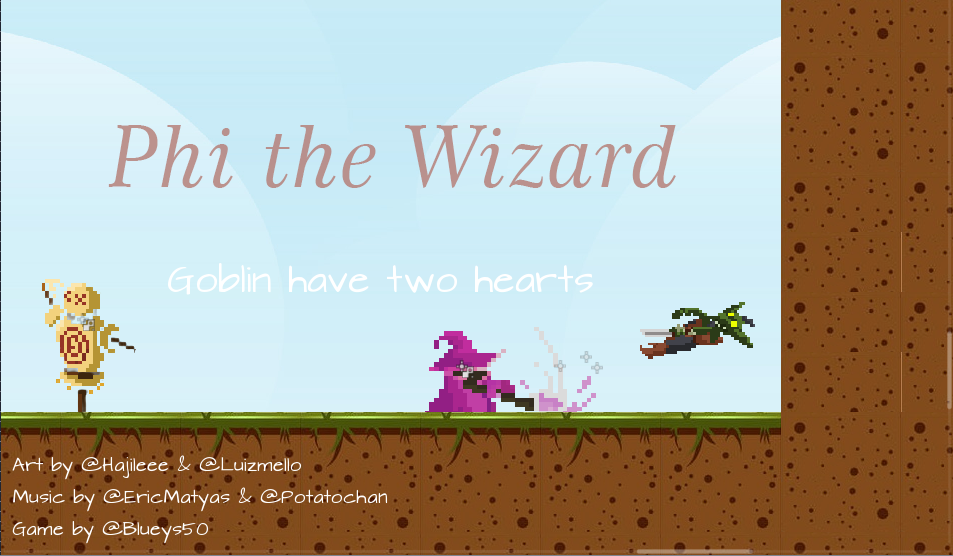 Phi the Wizard
Goblin have two hearts
Art by @Hajileee & @Luizmello
Music by @EricMatyas & @Potatochan
Game by @Blueys50